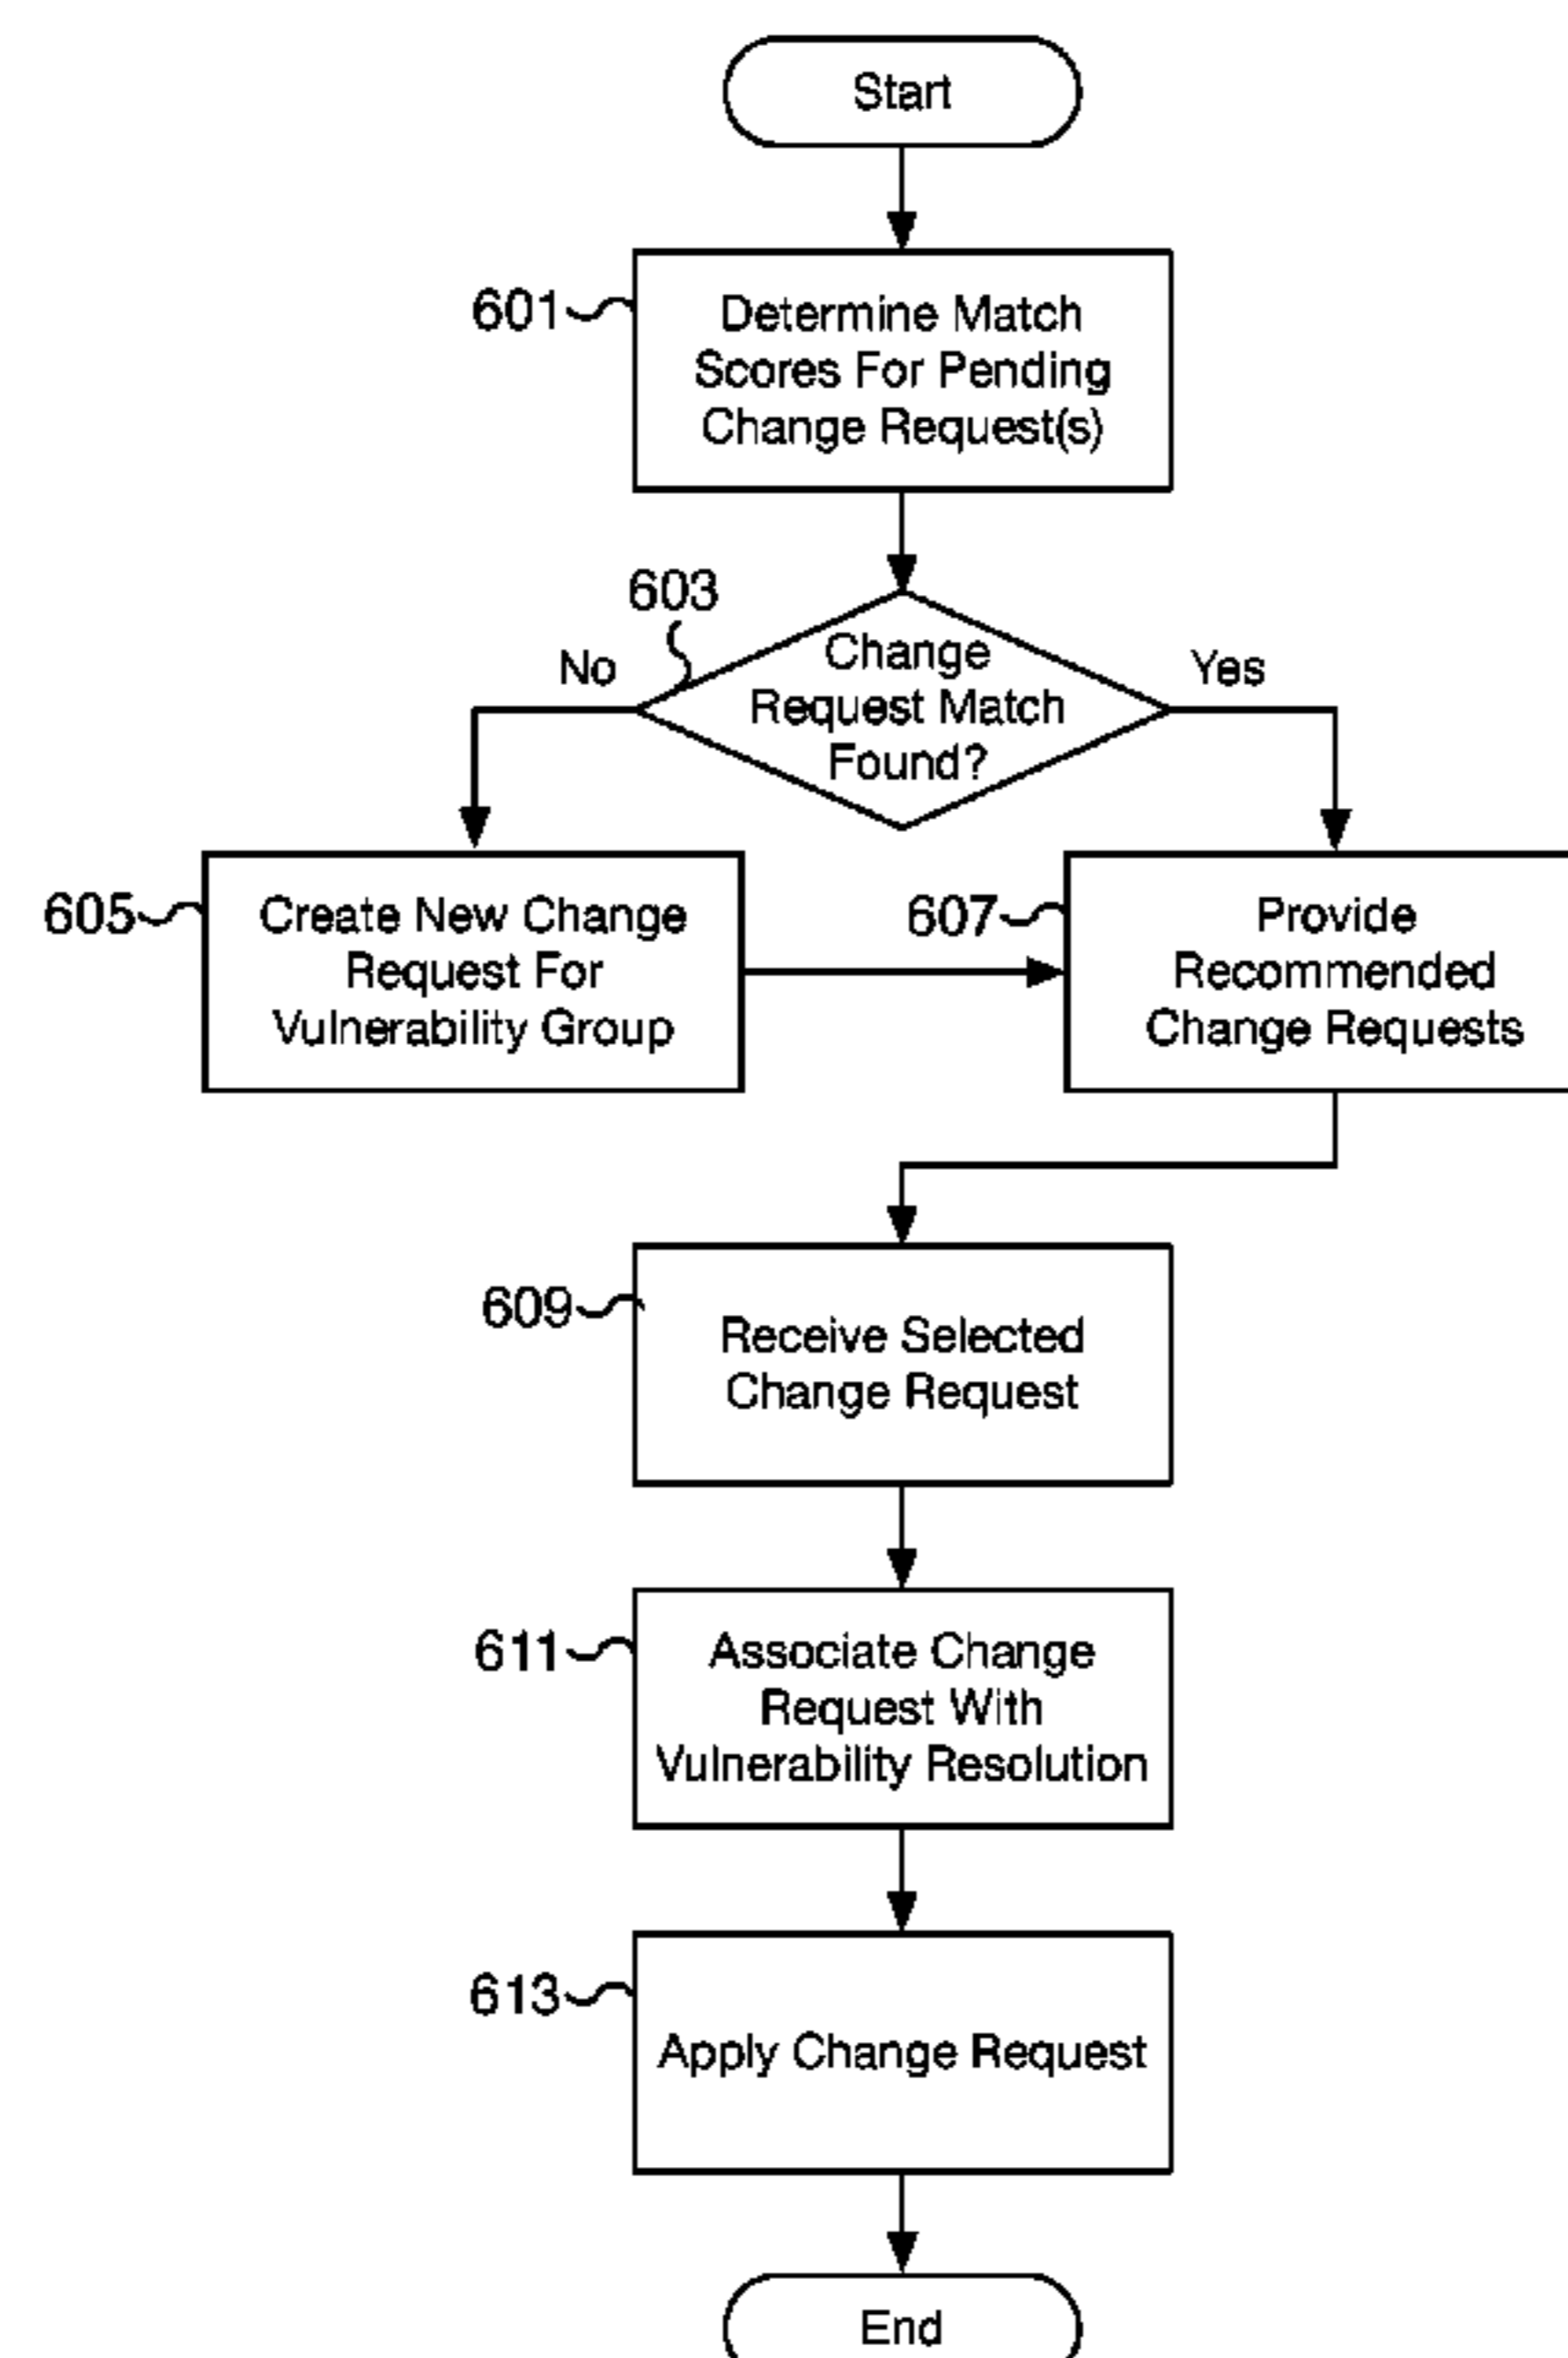 Start
601
Determine Match
Scores For Pending
Change Request(s)
603
No
Change
Request Match
Found?
Yes
605
Create New Change
Request For
Vulnerability Group
607
Provide
Recommended
Change Requests
609
Receive Selected
Change Request
611
Associate Change
Request With
Vulnerability Resolution
613
Apply Change Request
End